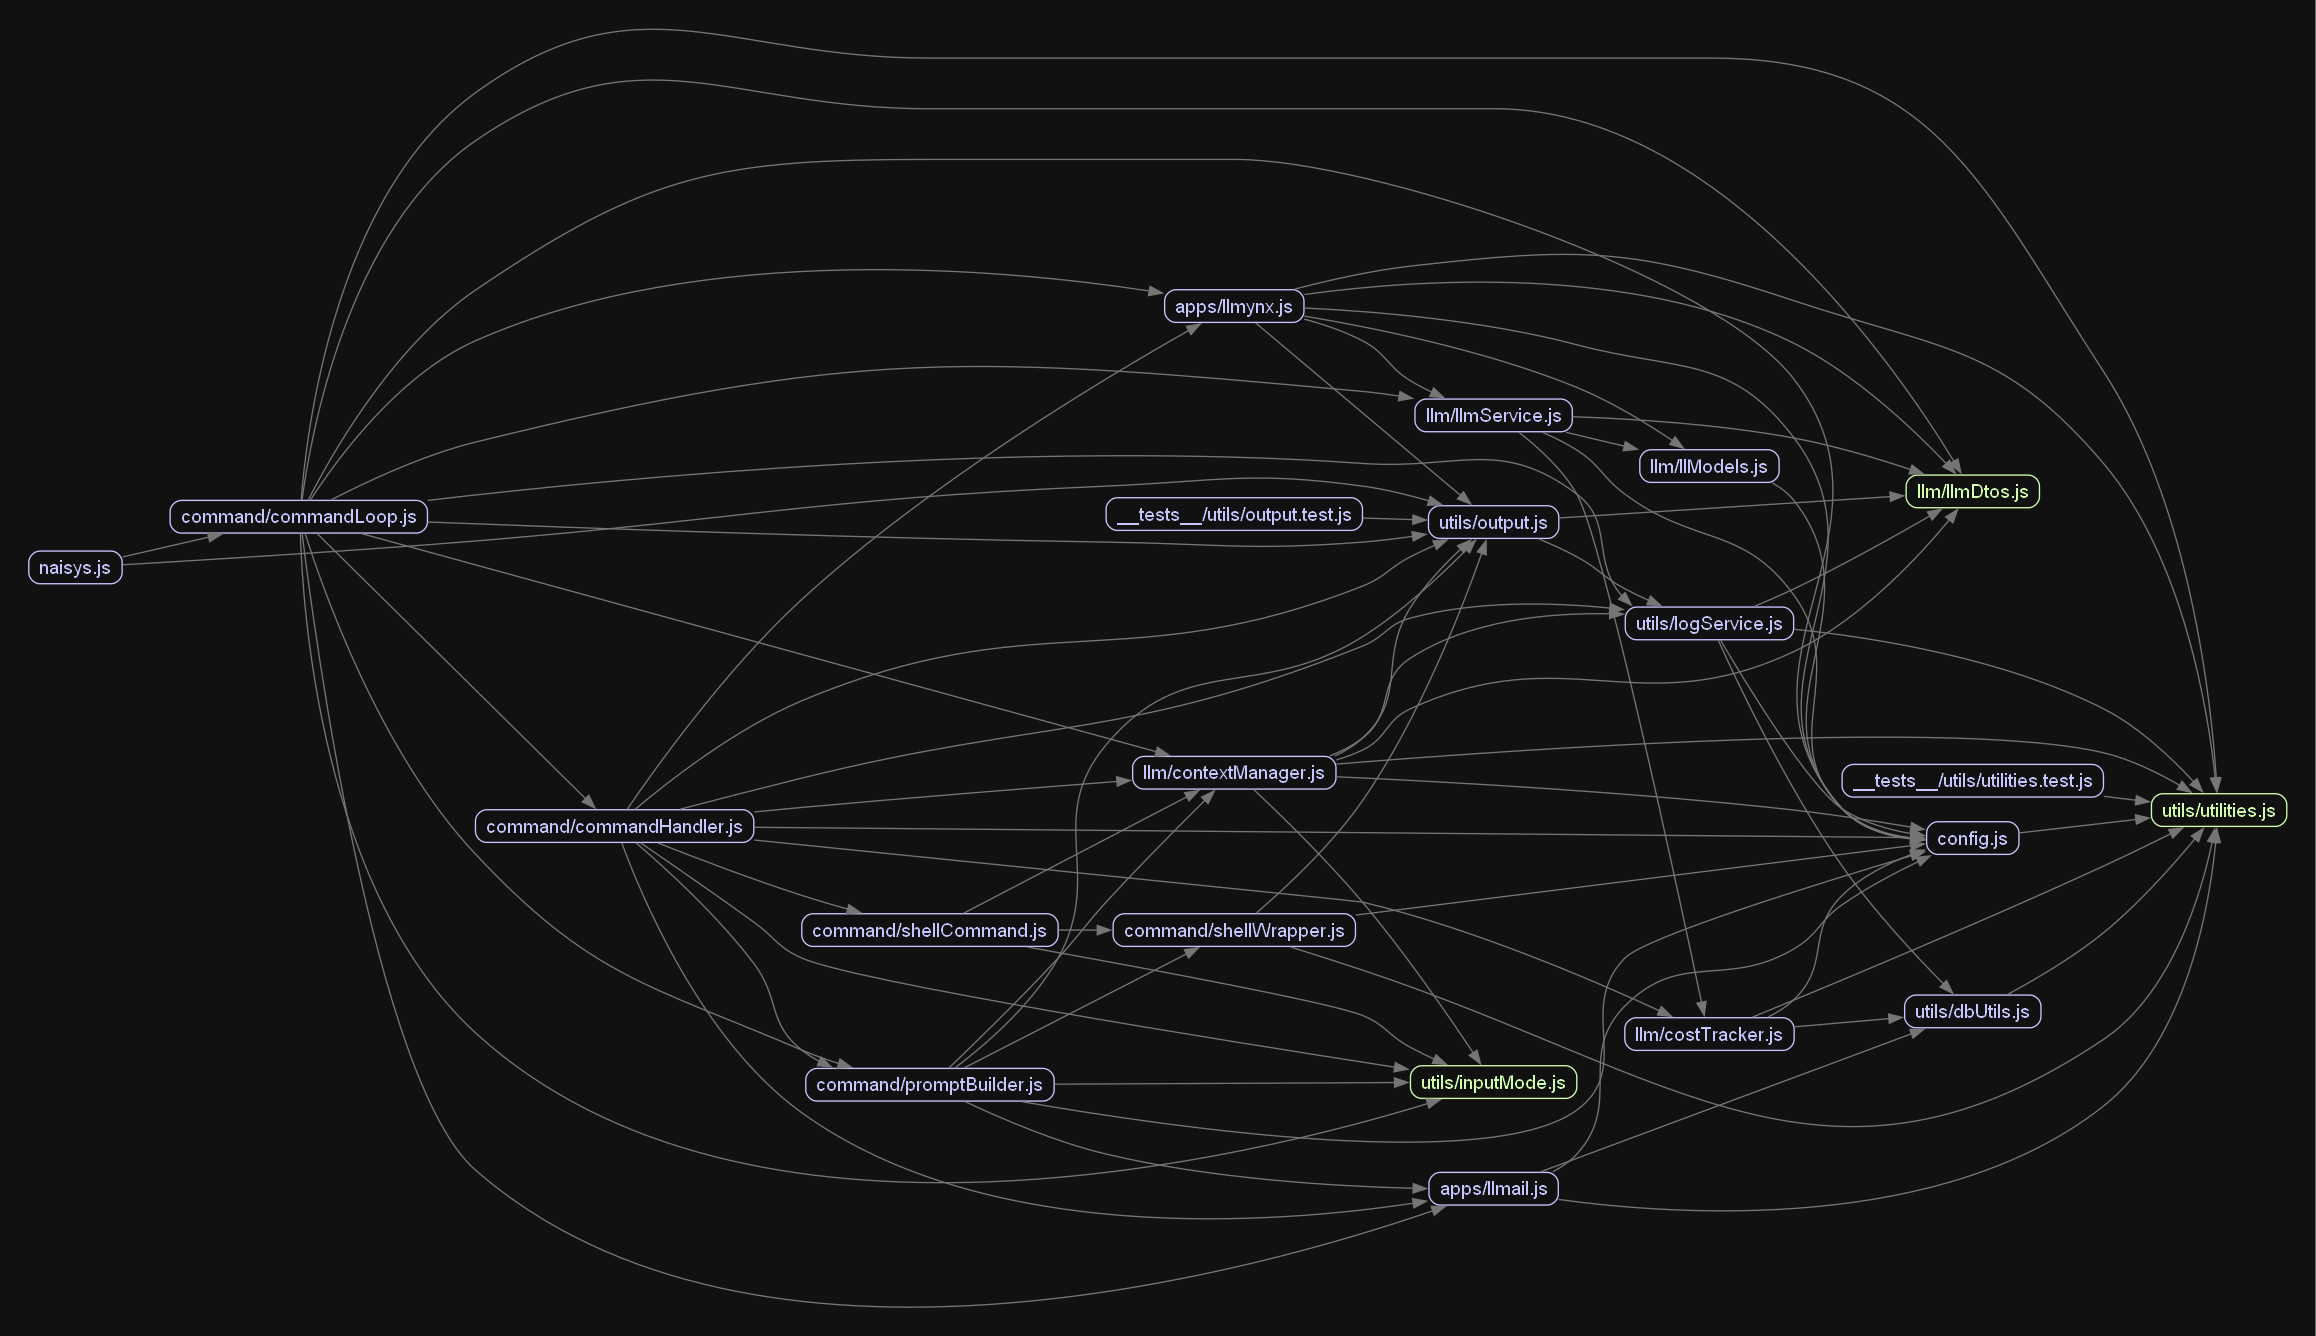 apps/llmynx.js
llm/llmService.js
llm/llModels.js
llm/llmDtos.js
command/commandLoop.js
__tests__/utils/output.test.js
utils/output.js
naisys.js
utils/logService.js
llm/contextManager.js
__tests__/utils/utilities.test.js
utils/utilities.js
command/commandHandler.js
config.js
command/shellCommand.js
command/shellWrapper.js
utils/dbUtils.js
llm/costTracker.js
command/promptBuilder.js
utils/inputMode.js
apps/llmail.js